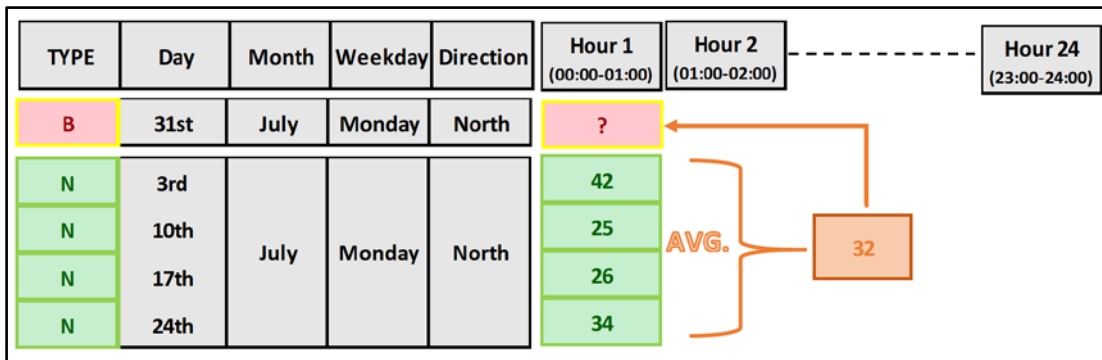 TYPE Day Month Weekday Direction Hour 1 Hour 2 Hour 24
(00:00-01:00) (01:00-02:00) (23:00-24:00)
B 31st July Monday North ?
N 3rd 42
N 10th 25
July Monday North AVG. 32
N 17th 26
N 24th 34